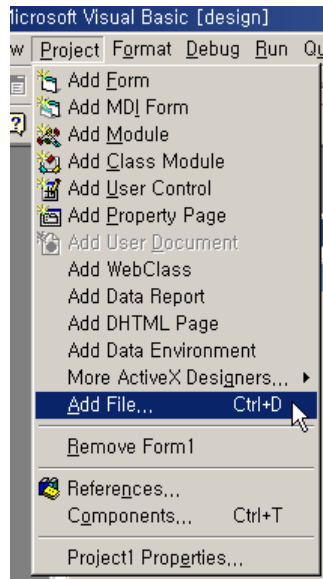 Microsoft Visual Basic [design]
w Project Format Debug Run Qu
Add Form
Add MDI Form
Add Module
Add Class Module
Add User Control
Add Property Page
Add User Document
Add WebClass
Add Data Report
Add DHTML Page
Add Data Environment
More ActiveX Designers...
Add File... Ctrl+D
Remove Form1
References...
Components... Ctrl+T
Project1 Properties...